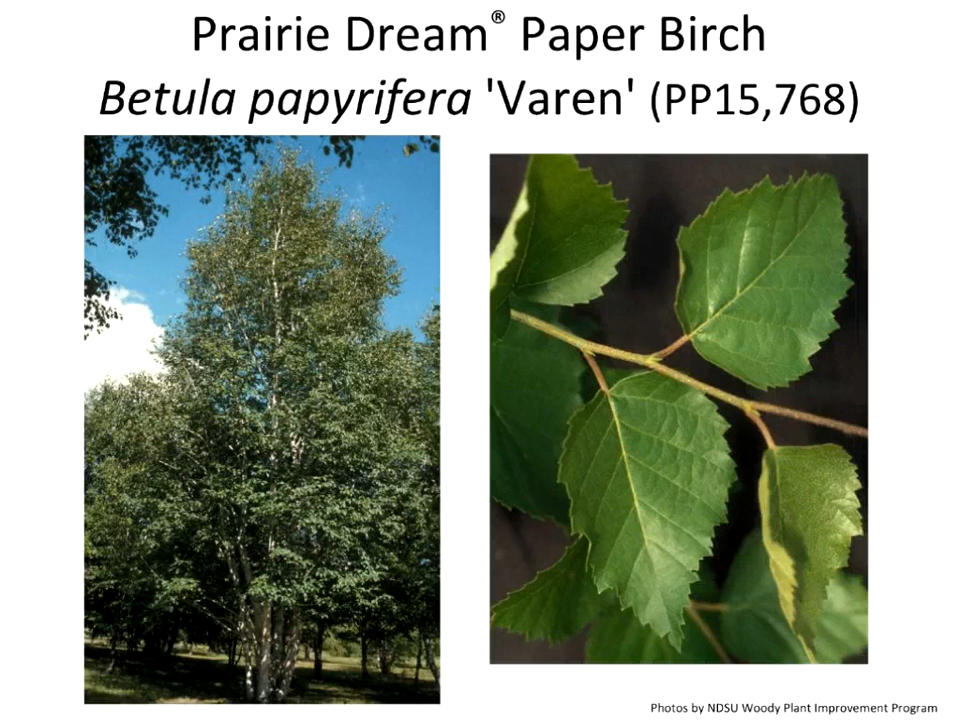 Prairie Dream® Paper Birch
Betula papyrifera 'Varen' (PP15,768)
Photos by NDSU Woody Plant Improvement Program